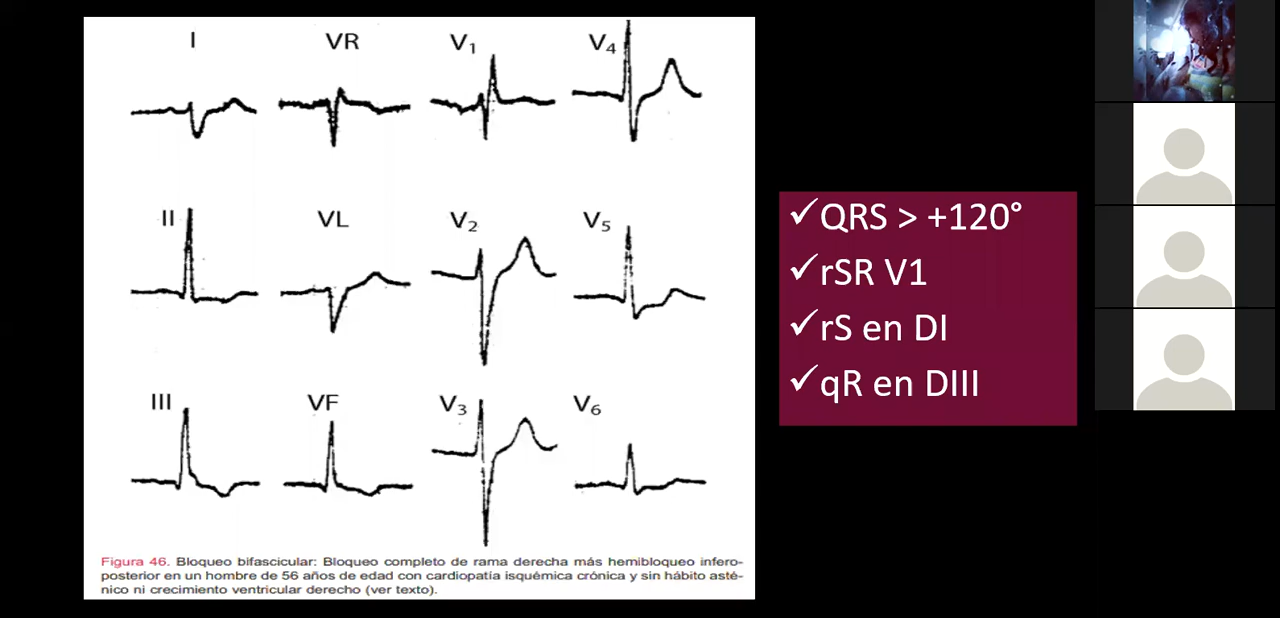 I VR V₁ V₄
II VL V₂ V₅
III VF V₃ V₆
Figura 46. Bloqueo bifascicular: Bloqueo completo de rama derecha más hemibloqueo infero-
posterior en un hombre de 56 años de edad con cardiopatía isquémica crónica y sin hábito asté-
nico ni crecimiento ventricular derecho (ver texto).
✓QRS > +120°
✓rSR V1
✓rS en DI
✓qR en DIII